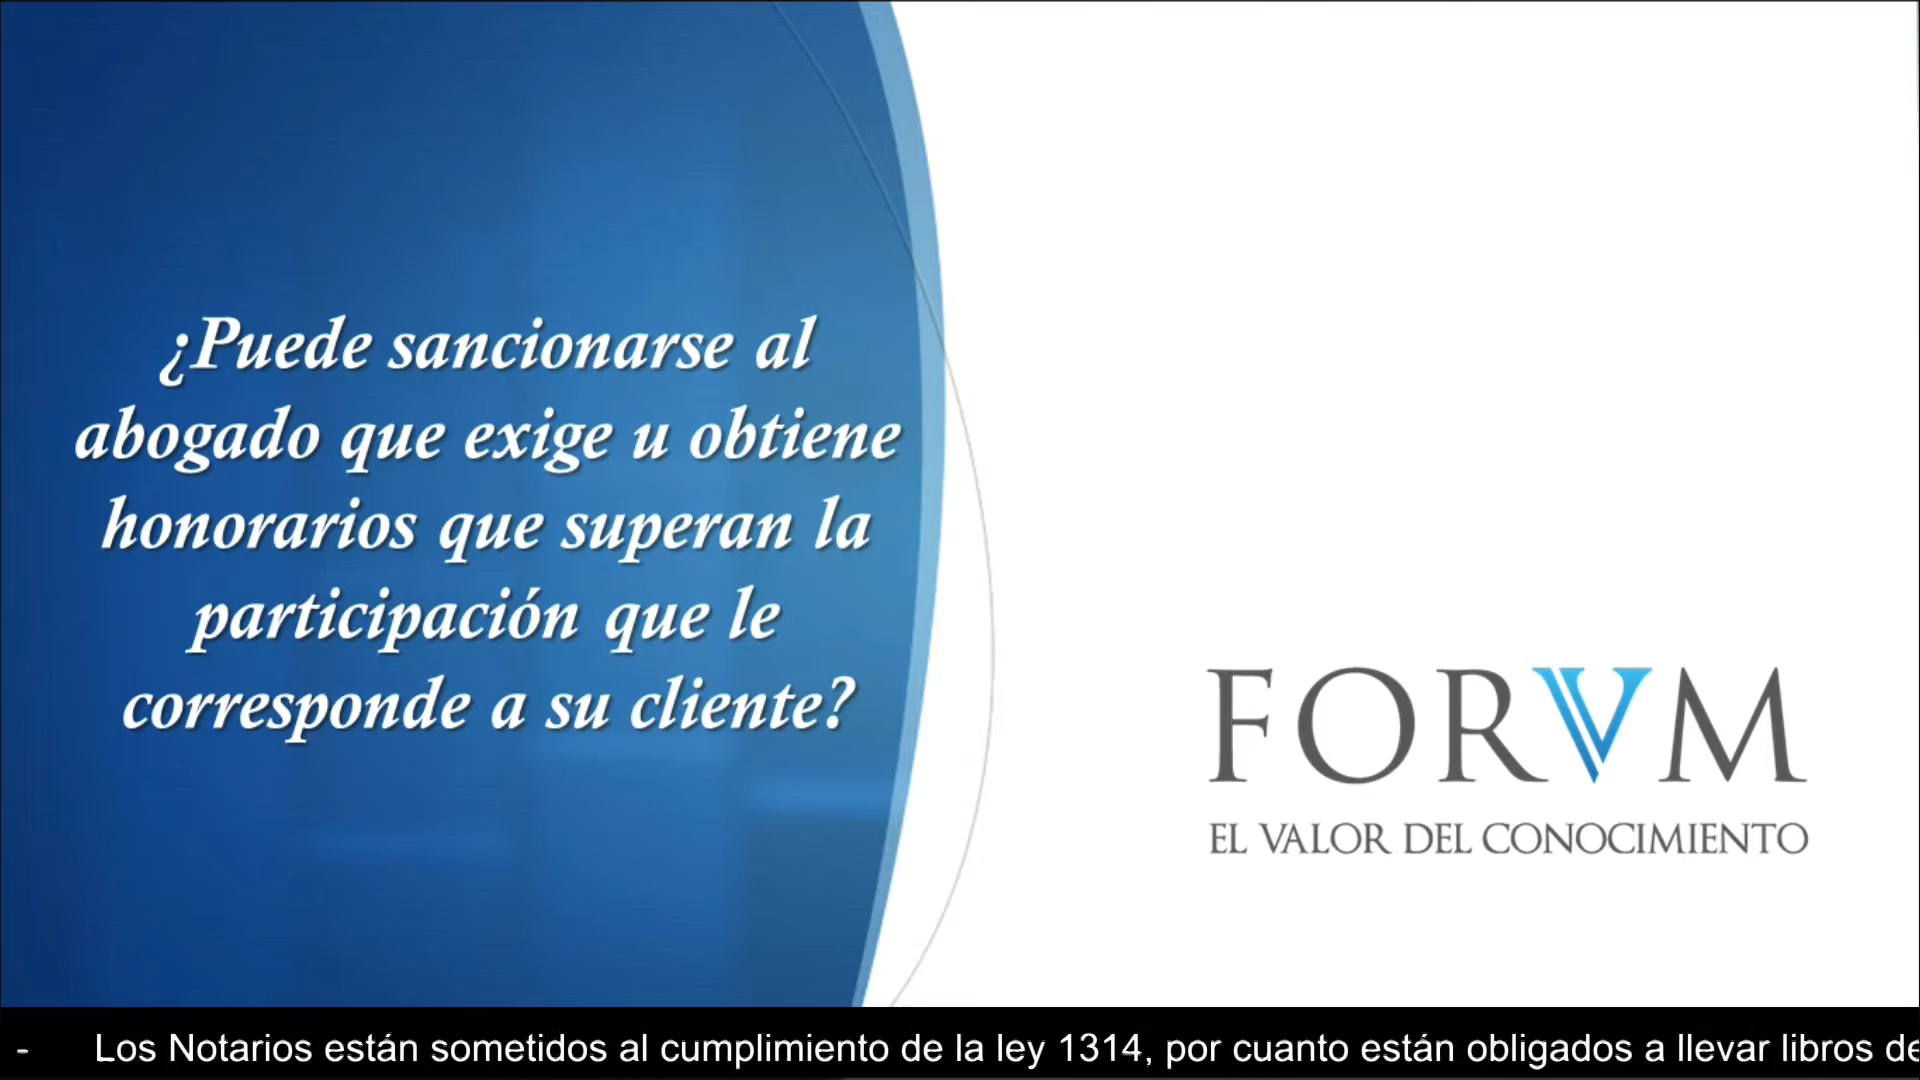 ¿Puede sancionarse al
abogado que exige u obtiene
honorarios que superan la
participación que le
corresponde a su cliente?
FORVM
EL VALOR DEL CONOCIMIENTO
- Los Notarios están sometidos al cumplimiento de la ley 1314, por cuanto están obligados a llevar libros de